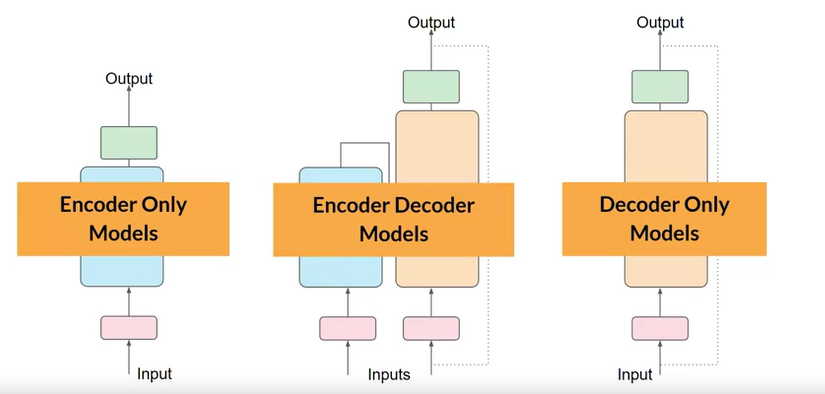 Output
Encoder Only
Models
Input
Output
Encoder Decoder
Models
Inputs
Output
Decoder Only
Models
Input